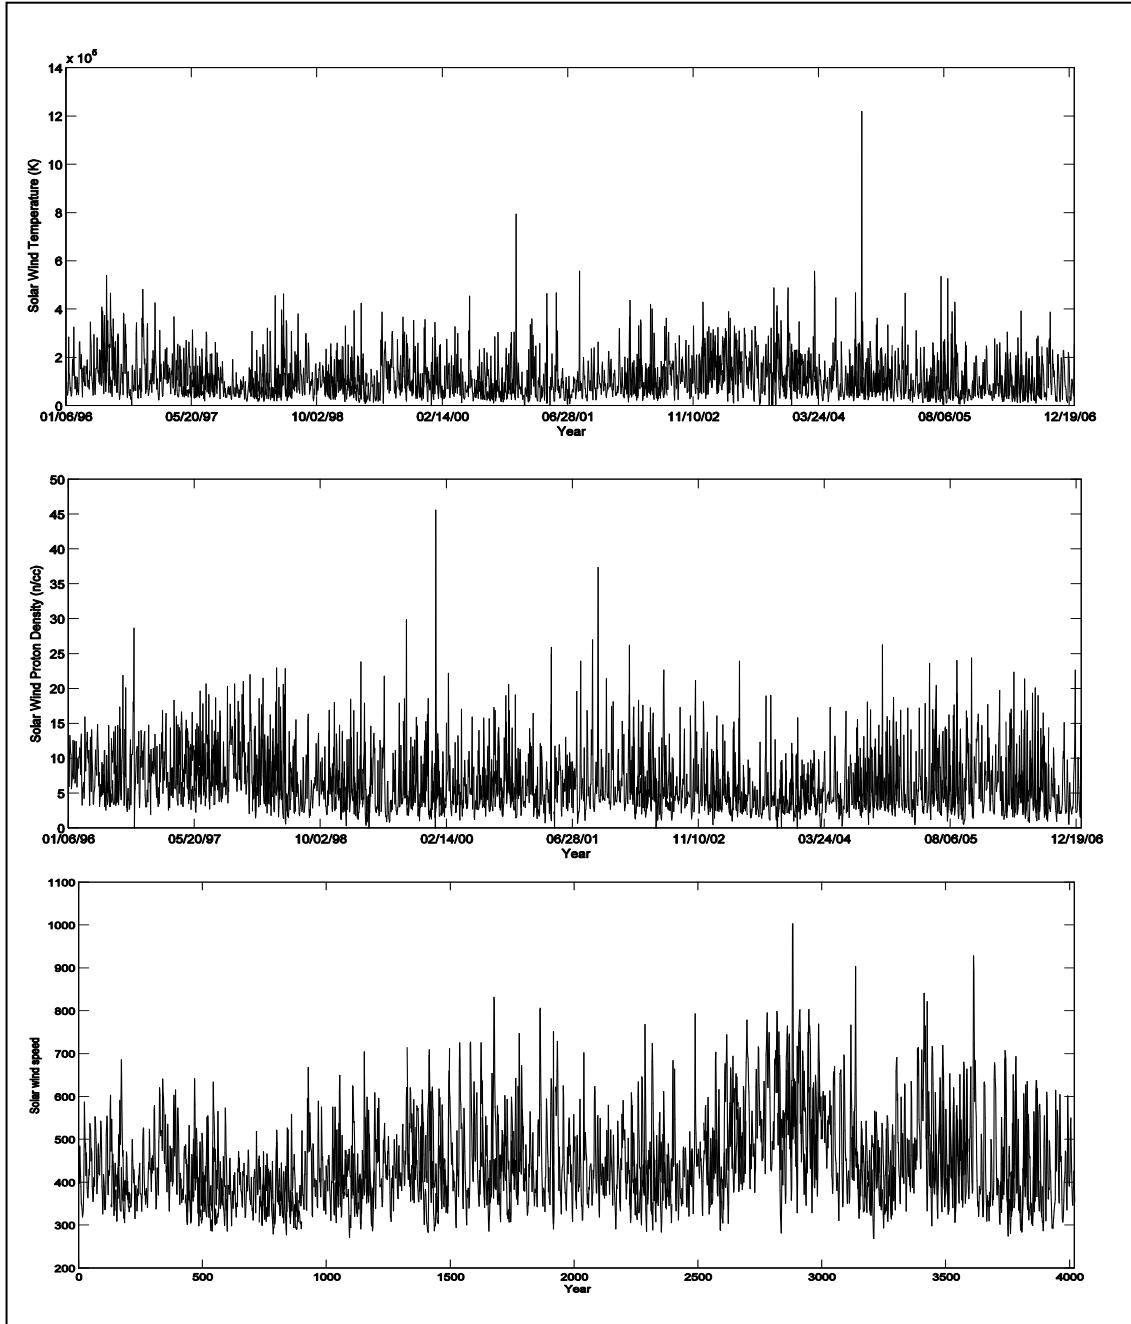 x 10⁵
14
12
10
8
6
4
2
0
Solar Wind Temperature (K)
01/06/96 05/20/97 10/02/98 02/14/00 06/28/01 11/10/02 03/24/04 08/06/05 12/19/06
Year
50
45
40
35
30
25
20
15
10
5
0
Solar Wind Proton Density (n/cc)
01/06/96 05/20/97 10/02/98 02/14/00 06/28/01 11/10/02 03/24/04 08/06/05 12/19/06
Year
1100
1000
900
800
700
600
500
400
300
200
Solar wind speed
0 500 1000 1500 2000 2500 3000 3500 4000
Year